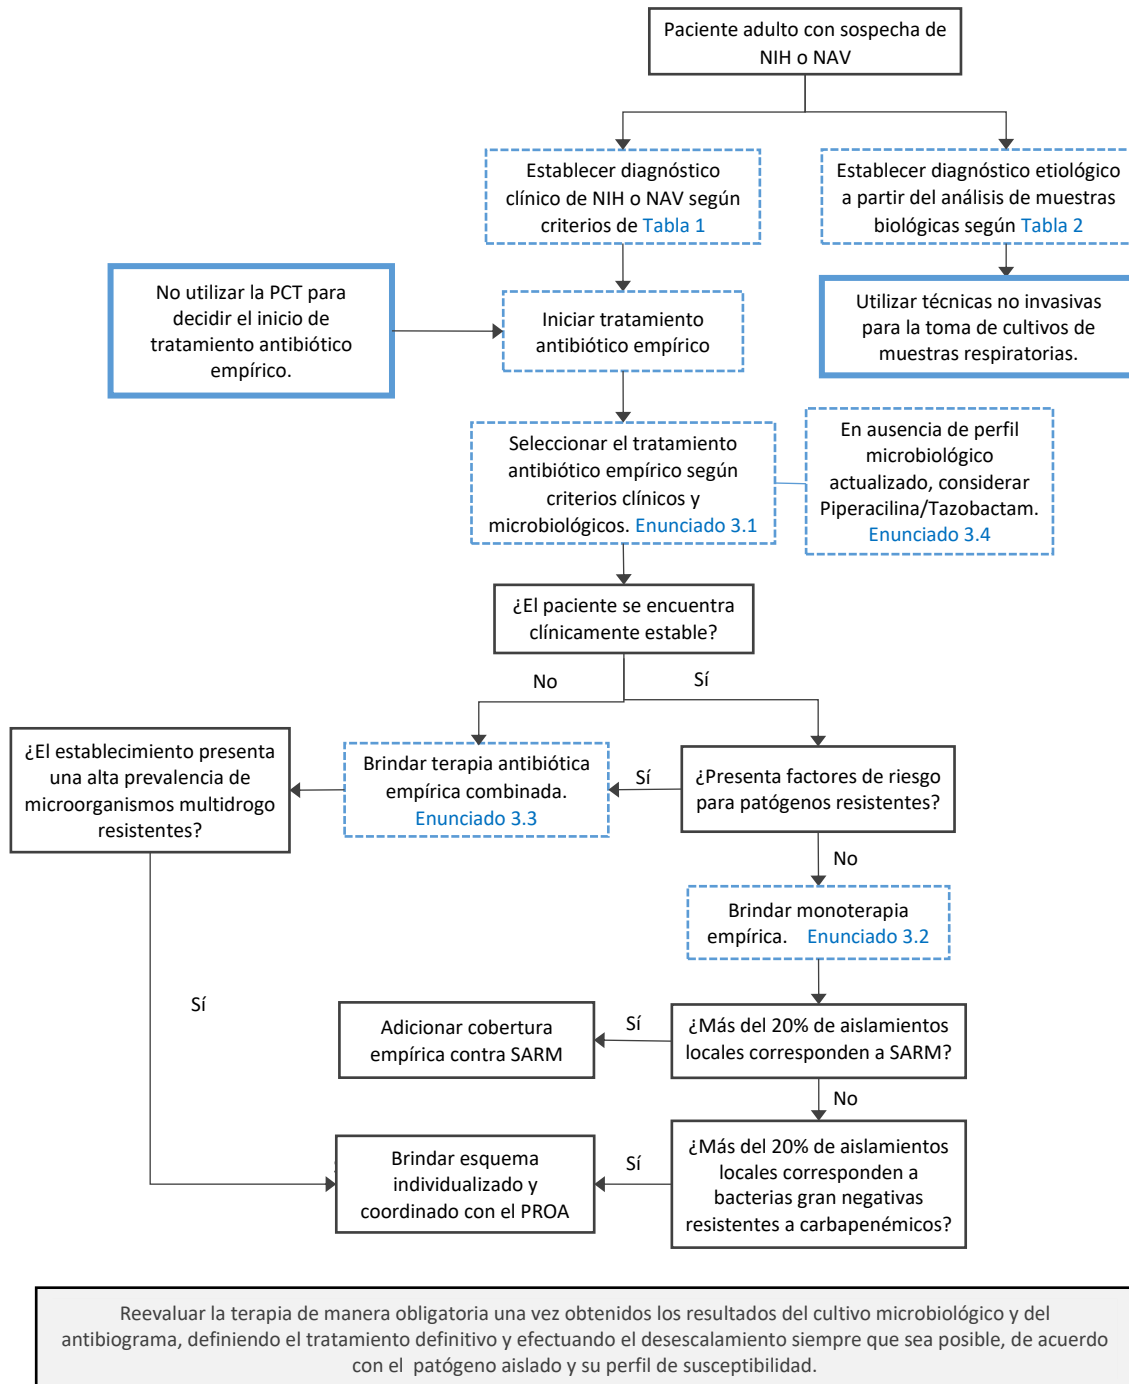 Paciente adulto con sospecha de
NIH o NAV
Establecer diagnóstico
clínico de NIH o NAV según
criterios de Tabla 1
Establecer diagnóstico etiológico
a partir del análisis de muestras
biológicas según Tabla 2
No utilizar la PCT para
decidir el inicio de
tratamiento antibiótico
empírico.
Iniciar tratamiento
antibiótico empírico
Utilizar técnicas no invasivas
para la toma de cultivos de
muestras respiratorias.
Seleccionar el tratamiento
antibiótico empírico según
criterios clínicos y
microbiológicos. Enunciado 3.1
En ausencia de perfil
microbiológico
actualizado, considerar
Piperacilina/Tazobactam.
Enunciado 3.4
¿El paciente se encuentra
clínicamente estable?
No
Sí
¿El establecimiento presenta
una alta prevalencia de
microorganismos multidrogo
resistentes?
Brindar terapia antibiótica
empírica combinada.
Enunciado 3.3
Sí
¿Presenta factores de riesgo
para patógenos resistentes?
No
Brindar monoterapia
empírica. Enunciado 3.2
Sí
Adicionar cobertura
empírica contra SARM
Sí
¿Más del 20% de aislamientos
locales corresponden a SARM?
No
Brindar esquema
individualizado y
coordinado con el PROA
Sí
¿Más del 20% de aislamientos
locales corresponden a
bacterias gran negativas
resistentes a carbapenémicos?
Reevaluar la terapia de manera obligatoria una vez obtenidos los resultados del cultivo microbiológico y del
antibiograma, definiendo el tratamiento definitivo y efectuando el desescalamiento siempre que sea posible, de acuerdo
con el patógeno aislado y su perfil de susceptibilidad.